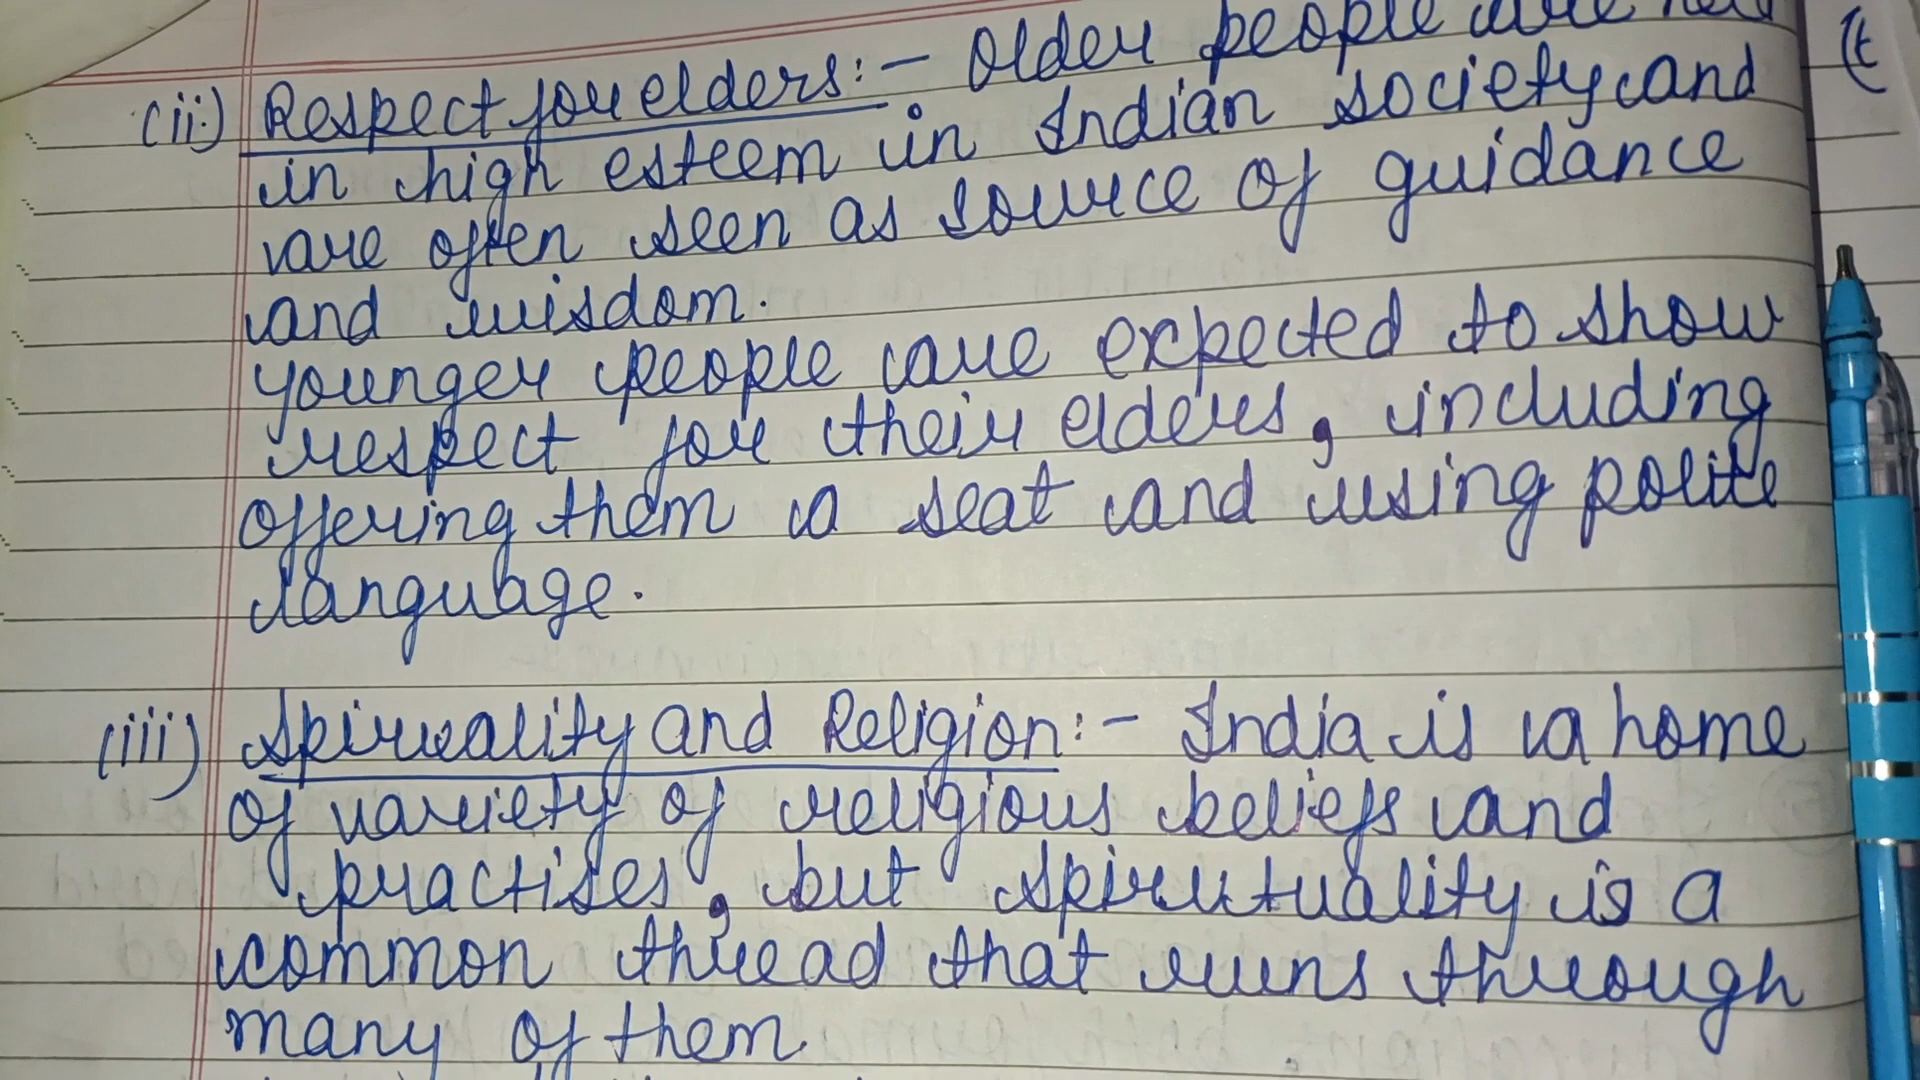 (ii) Respect for elders:- Older people are held
in high esteem in Indian society and
are often seen as source of guidance
and wisdom.
younger people are expected to show
respect for their elders, including
offering them a seat and using polite
language.
(iii) Spiruality and Religion:- India is a home
of variety of religious beliefs and
practises, but spirutuality is a
common thread that runs through
many of them